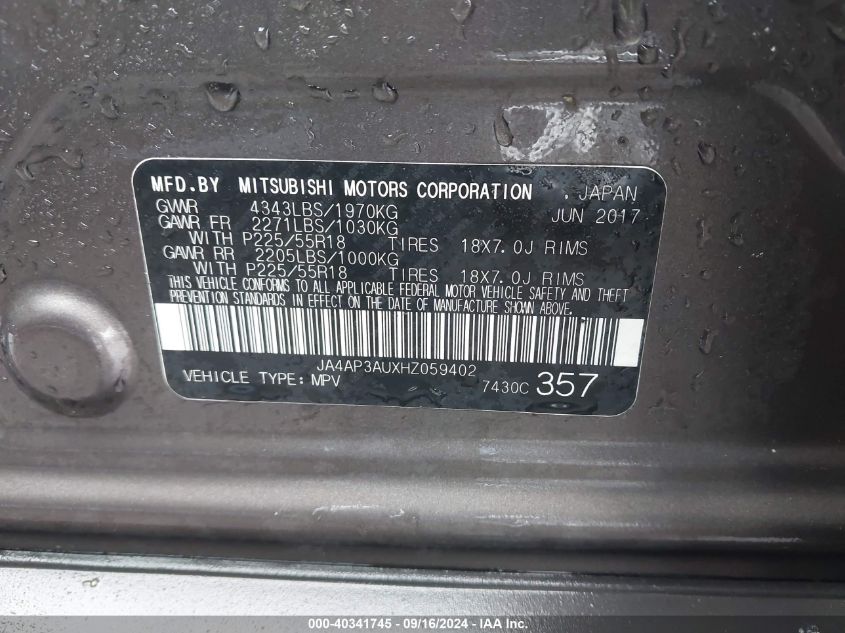 MFD.BY MITSUBISHI MOTORS CORPORATION . JAPAN
GVWR 4343LBS/1970KG JUN 2017
GAWR FR 2271LBS/1030KG
WITH P225/55R18 TIRES 18X7.0J RIMS
GAWR RR 2205LBS/1000KG
WITH P225/55R18 TIRES 18X7.0J RIMS
THIS VEHICLE CONFORMS TO ALL APPLICABLE FEDERAL MOTOR VEHICLE SAFETY AND THEFT
PREVENTION STANDARDS IN EFFECT ON THE DATE OF MANUFACTURE SHOWN ABOVE.
JA4AP3AUXHZ059402
VEHICLE TYPE: MPV 7430C 357
000-40341745 - 09/16/2024 - IAA Inc.